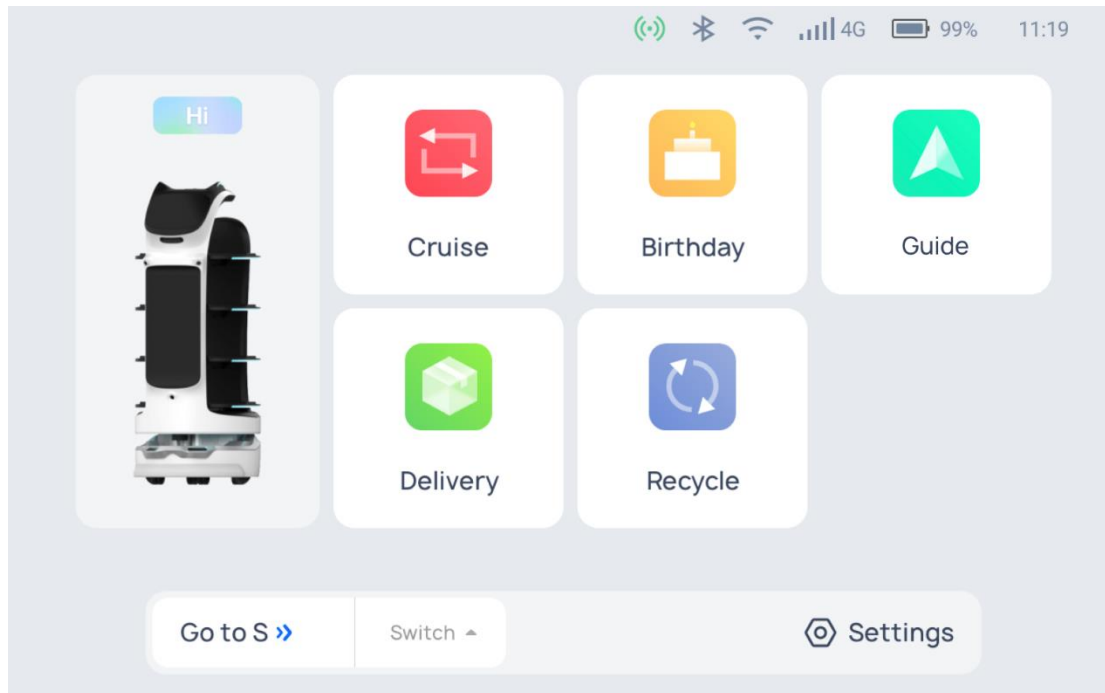 4G 99% 11:19
Hi
Cruise
Birthday
Guide
Delivery
Recycle
Go to S »
Switch
Settings